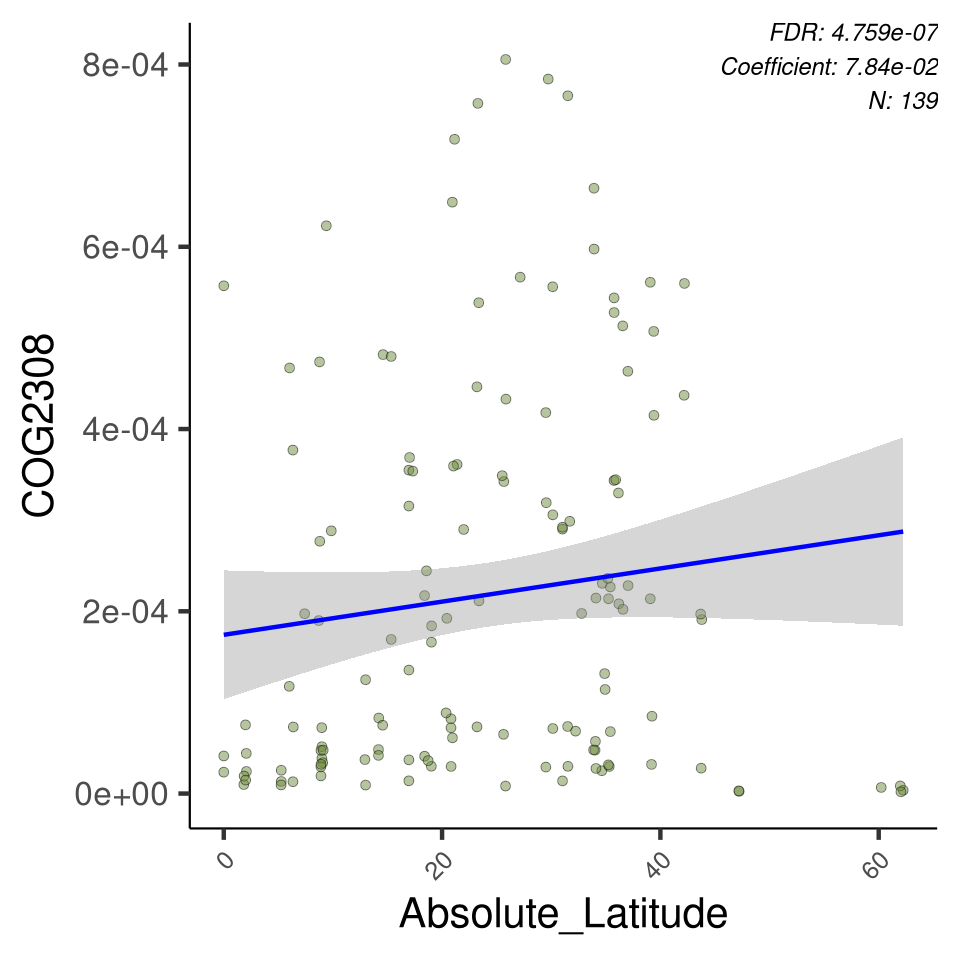 FDR: 4.759e-07
Coefficient: 7.84e-02
N: 139
8e-04
6e-04
4e-04
2e-04
0e+00
COG2308
0
20
40
60
Absolute_Latitude